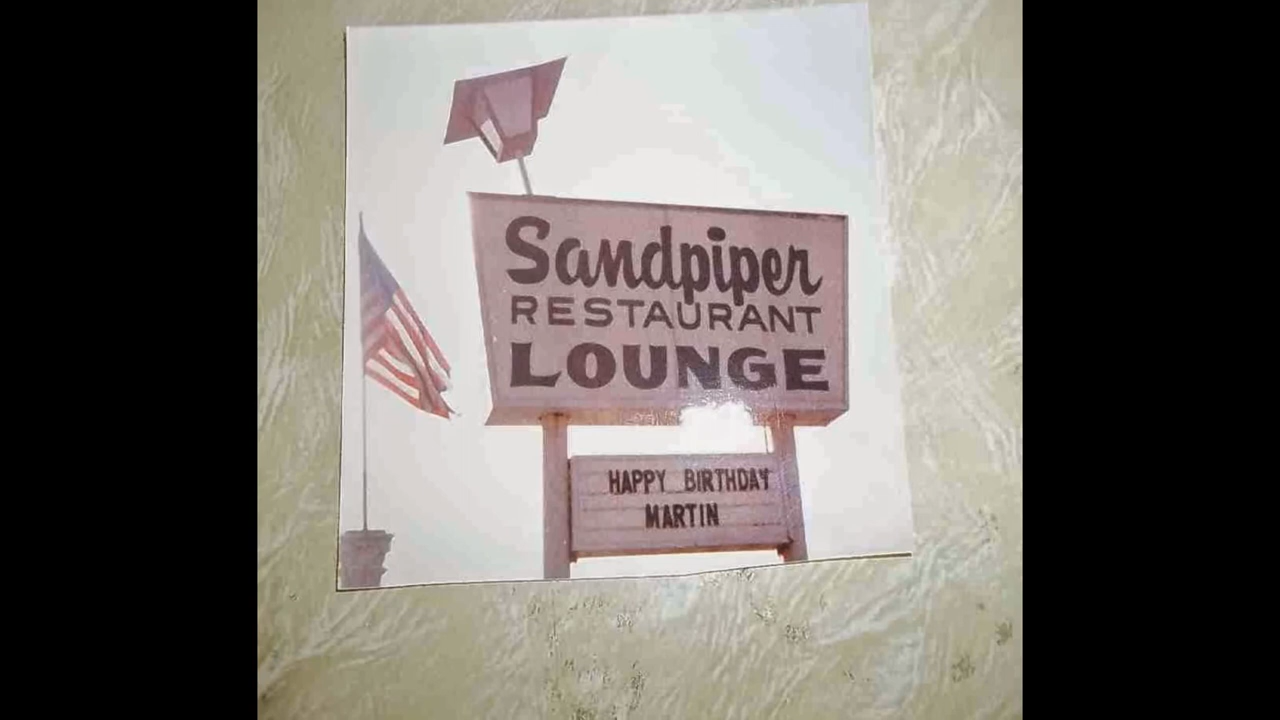 Sandpiper
RESTAURANT
LOUNGE
HAPPY BIRTHDAY
MARTIN